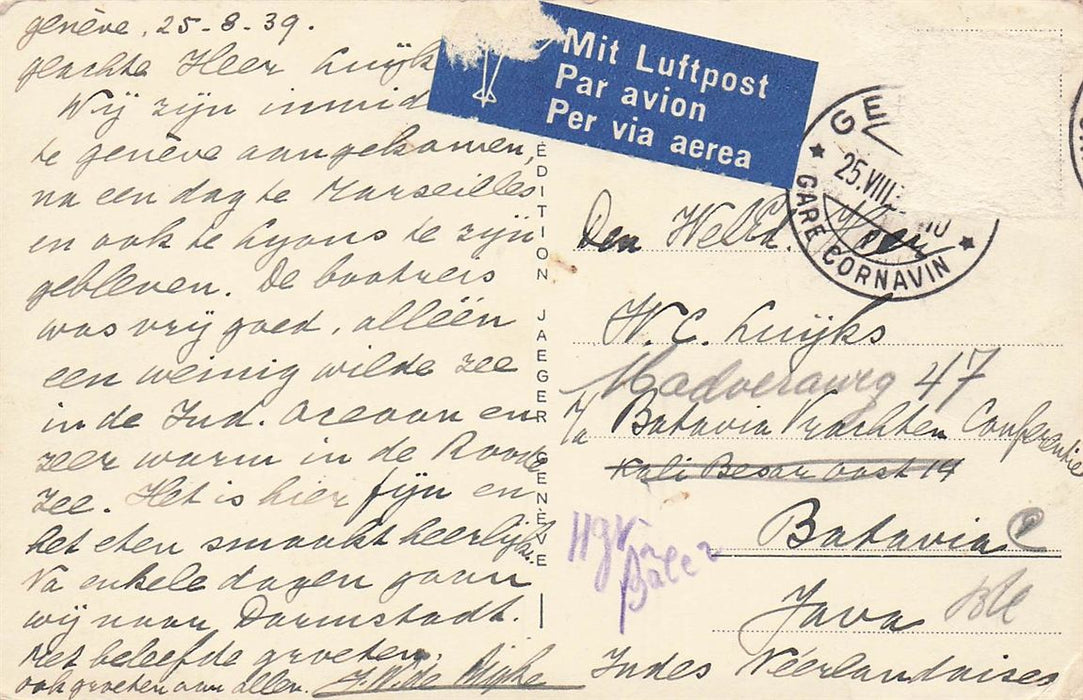 genève, 25-8-39.
geachte Heer Luijk
Wij zijn inmid
te genève aangekomen,
na een dag te Marseilles
en ook te Lyons te zijn
gebleven. De bootreis
was vrij goed, alléén
een weinig wilde zee
in de Ind. Oceaan en
zeer warm in de Roode
Zee. Het is hier fijn en
het eten smaakt heerlijk.
Na enkele dagen gaan
wij naar Darmstadt.
Met beleefde groeten,
ook groeten aan allen.
Mit Luftpost
Par avion
Per via aerea
ÉDITION JAEGER GENÈVE
GE
25.VIII.
10
GARE CORNAVIN
Den WelEd. Heer
W. C. Luijks
47
p/a Batavia Vrachten Conferentie
Kali Besar Oost 14
Batavia C
Java
Indes Néerlandaises